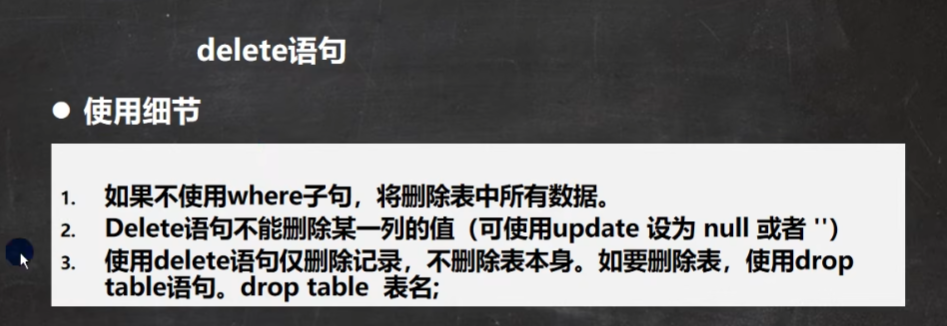 delete语句
● 使用细节
1. 如果不使用where子句，将删除表中所有数据。
2. Delete语句不能删除某一列的值（可使用update 设为 null 或者 ''）
3. 使用delete语句仅删除记录，不删除表本身。如要删除表，使用drop
table语句。drop table 表名;